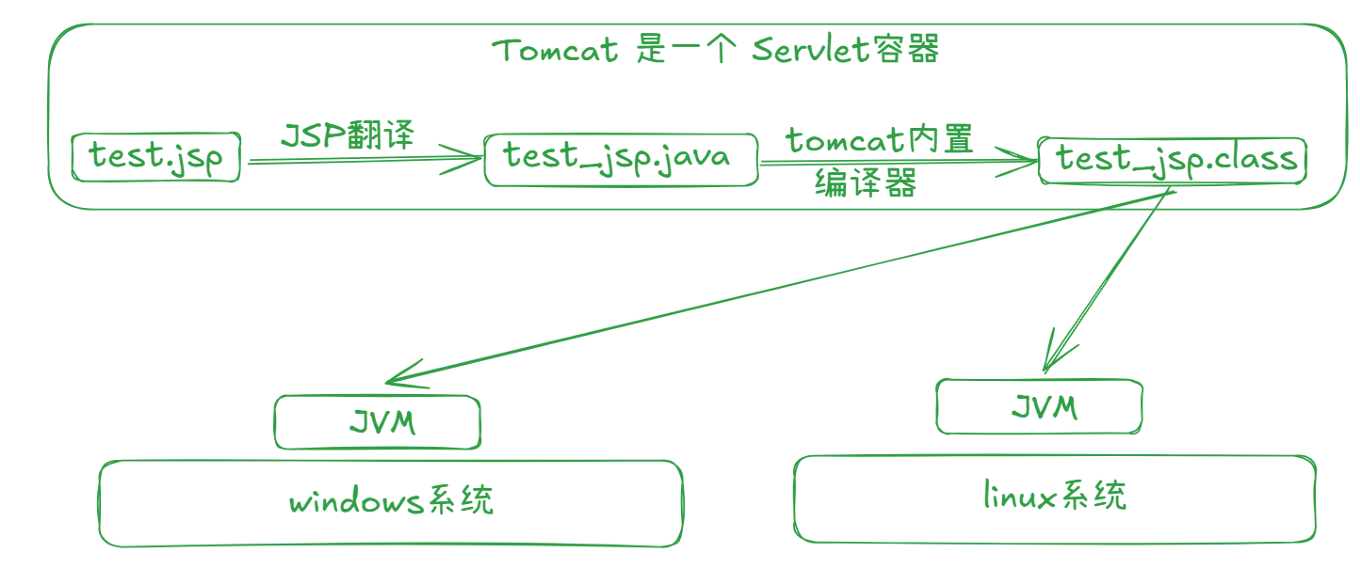 Tomcat 是一个 Servlet容器
test.jsp
JSP翻译
test_jsp.java
tomcat内置
编译器
test_jsp.class
JVM
JVM
windows系统
linux系统